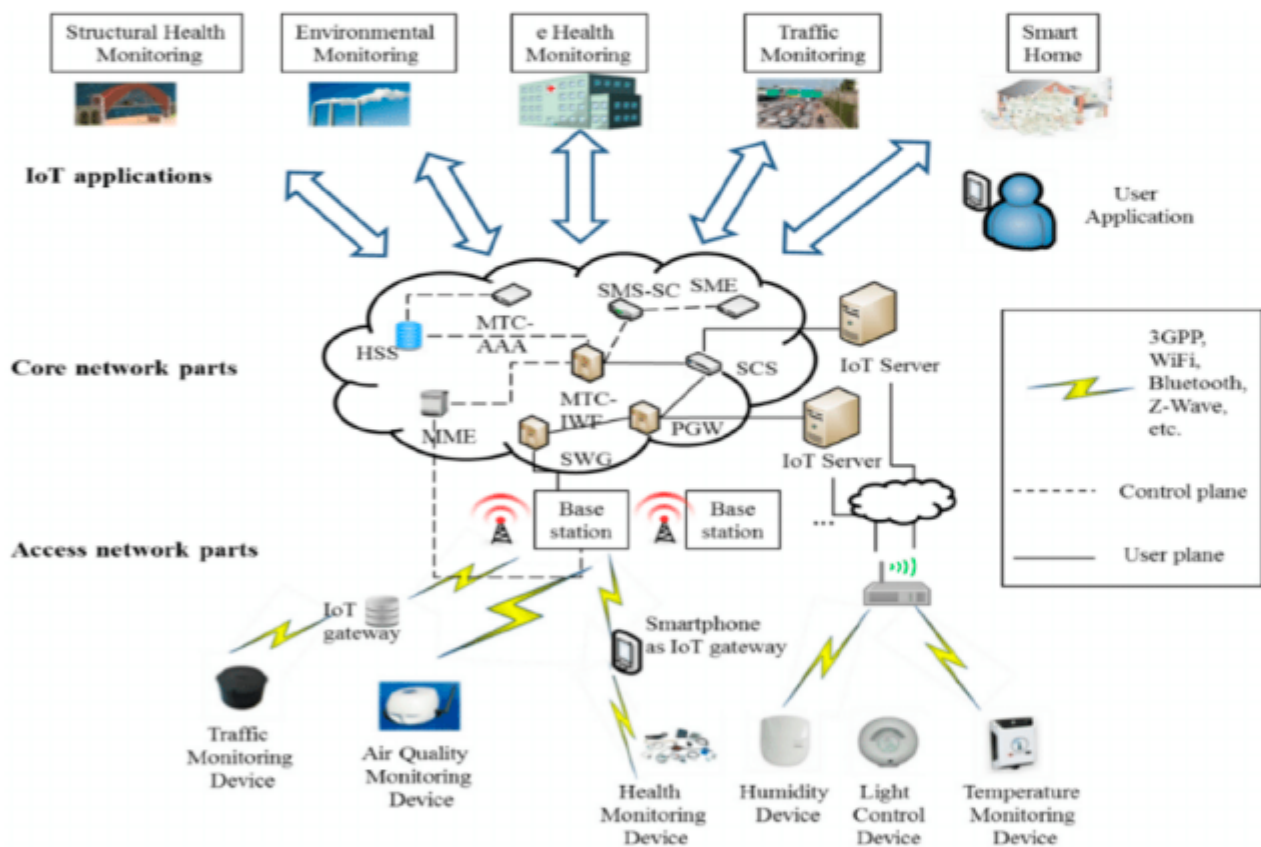 Structural Health
Monitoring
Environmental
Monitoring
e Health
Monitoring
Traffic
Monitoring
Smart
Home
IoT applications
User
Application
SMS-SC
SME
MTC-
AAA
HSS
IoT Server
Core network parts
SCS
MTC-
IWF
MME
PGW
SWG
IoT Server
3GPP,
WiFi,
Bluetooth,
Z-Wave,
etc.
Control plane
User plane
Base
station
Base
station
...
Access network parts
IoT
gateway
Smartphone
as IoT gateway
Traffic
Monitoring
Device
Air Quality
Monitoring
Device
Health
Monitoring
Device
Humidity
Device
Light
Control
Device
Temperature
Monitoring
Device